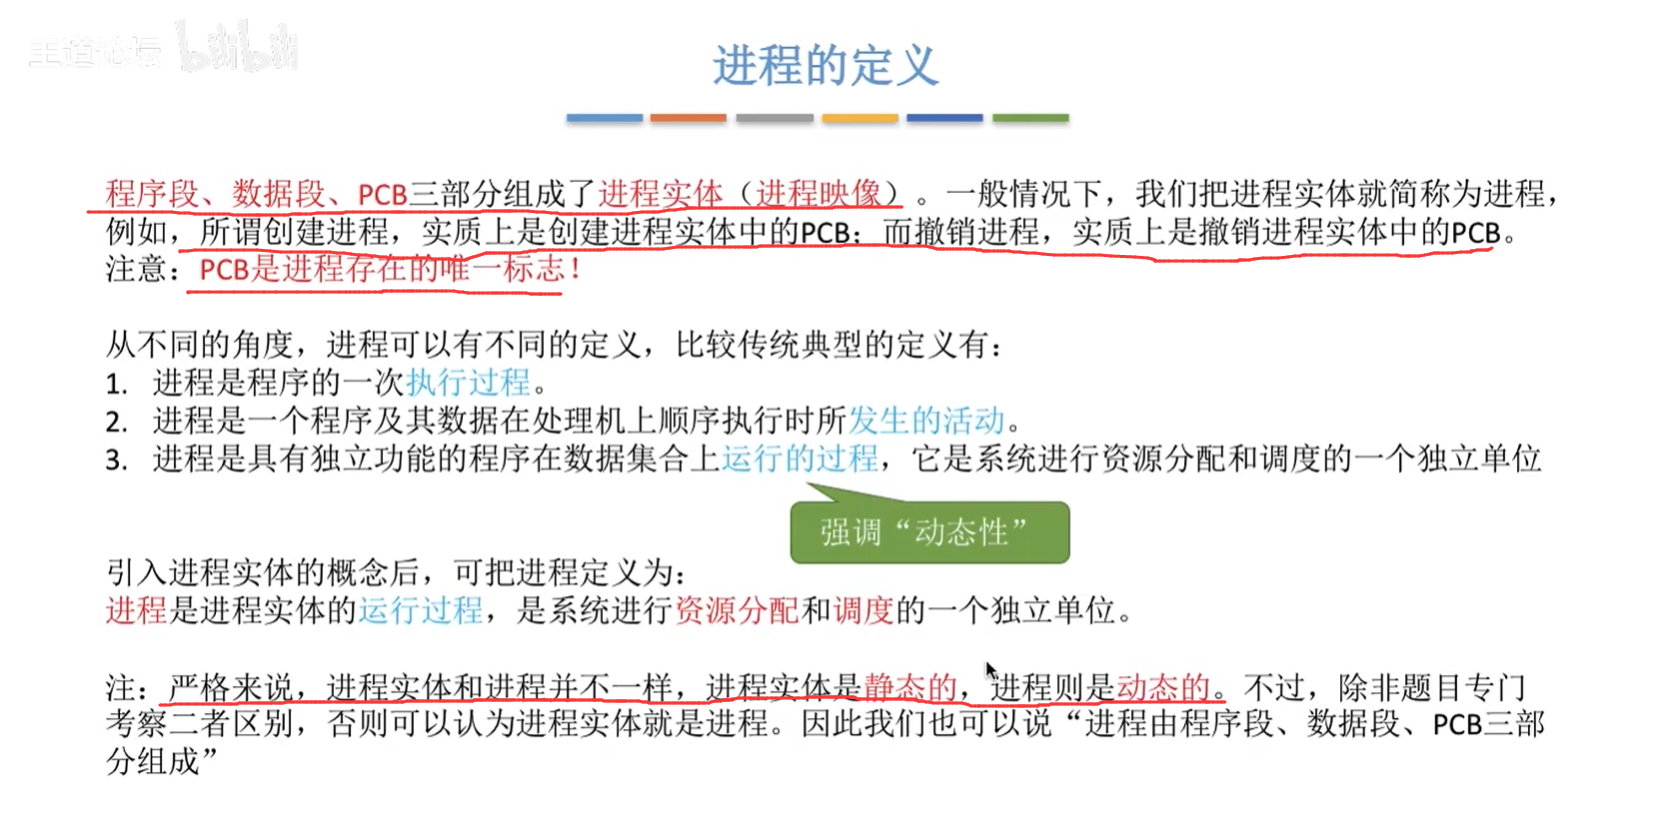 王道论坛 bilibili
进程的定义
程序段、数据段、PCB三部分组成了进程实体（进程映像）。一般情况下，我们把进程实体就简称为进程，
例如，所谓创建进程，实质上是创建进程实体中的PCB；而撤销进程，实质上是撤销进程实体中的PCB。
注意：PCB是进程存在的唯一标志！
从不同的角度，进程可以有不同的定义，比较传统典型的定义有：
1. 进程是程序的一次执行过程。
2. 进程是一个程序及其数据在处理机上顺序执行时所发生的活动。
3. 进程是具有独立功能的程序在数据集合上运行的过程，它是系统进行资源分配和调度的一个独立单位
强调“动态性”
引入进程实体的概念后，可把进程定义为：
进程是进程实体的运行过程，是系统进行资源分配和调度的一个独立单位。
注：严格来说，进程实体和进程并不一样，进程实体是静态的，进程则是动态的。不过，除非题目专门
考察二者区别，否则可以认为进程实体就是进程。因此我们也可以说“进程由程序段、数据段、PCB三部
分组成”